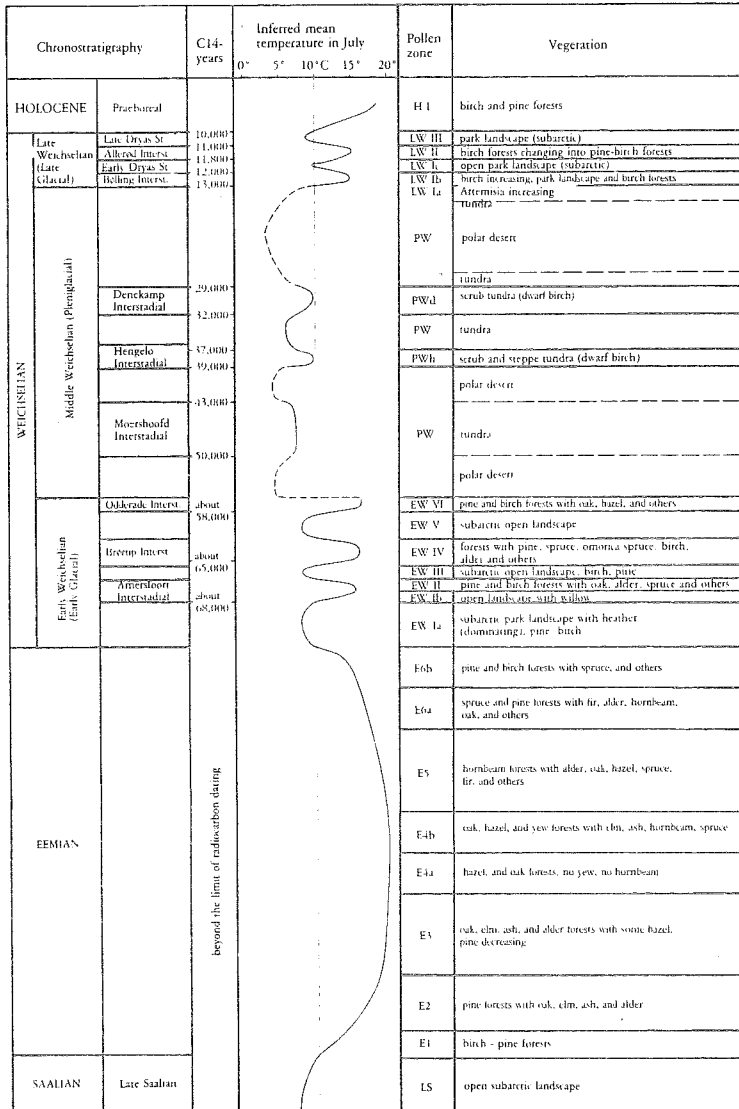 Chronostratigraphy
C14-
years
Inferred mean
temperature in July
0° 5° 10°C 15° 20°
Pollen
zone
Vegeration
HOLOCENE
Praeboreal
H I
birch and pine forests
10,000
WEICHSELIAN
Late
Weichselian
(Late
Glacial)
Late Dryas St
LW III
park landscape (subarctic)
11,000
Allerød Interst.
LW II
birch forests changing into pine-birch forests
11,800
Early Dryas St
LW Ic
open park landscape (subarctic)
12,000
Bølling Interst.
LW Ib
birch increasing, park landscape and birch forests
13,000
LW Ia
Artemisia increasing
tundra
Middle Weichselian (Pleniglacial)
PW
polar desert
tundra
29,000
Denekamp
Interstadial
PWd
scrub tundra (dwarf birch)
32,000
PW
tundra
37,000
Hengelo
Interstadial
PWh
scrub and steppe tundra (dwarf birch)
39,000
polar desert
43,000
Moershoofd
Interstadial
PW
tundra
50,000
polar desert
Early Weichselian
(Early Glacial)
Odderade Interst.
about
58,000
EW VI
pine and birch forests with oak, hazel, and others
EW V
subarctic open landscape
Brørup Interst
about
65,000
EW IV
forests with pine, spruce, omorica spruce, birch,
alder and others
EW III
subarctic open landscape, birch, pine
Amersfoort
Interstadial
about
68,000
EW II
pine and birch forests with oak, alder, spruce and others
EW Ib
open landscape with willow
EW Ia
subarctic park landscape with heather
(dominating), pine, birch
EEMIAN
beyond the limit of radiocarbon dating
E6b
pine and birch forests with spruce, and others
E6a
spruce and pine forests with fir, alder, hornbeam,
oak, and others
E5
hornbeam forests with alder, oak, hazel, spruce,
fir, and others
E4b
oak, hazel, and yew forests with elm, ash, hornbeam, spruce
E4a
hazel, and oak forests, no yew, no hornbeam
E3
oak, elm, ash, and alder forests with some hazel,
pine decreasing
E2
pine forests with oak, elm, ash, and alder
E1
birch - pine forests
SAALIAN
Late Saalian
LS
open subarctic landscape